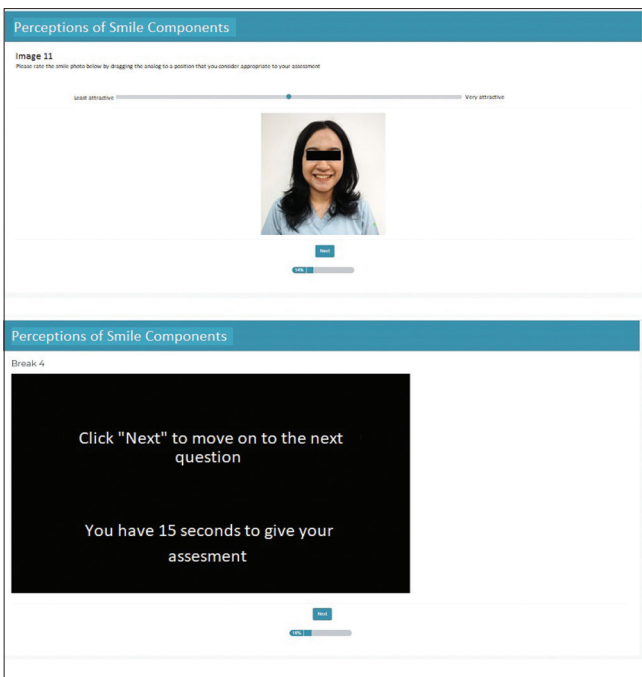 Perceptions of Smile Components
Image 11
Please rate the smile photo below by dragging the analog to a position that you consider appropriate to your assessment
Least attractive
Very attractive
Next
Perceptions of Smile Components
Break 4
Click "Next" to move on to the next
question
You have 15 seconds to give your
assesment
Next